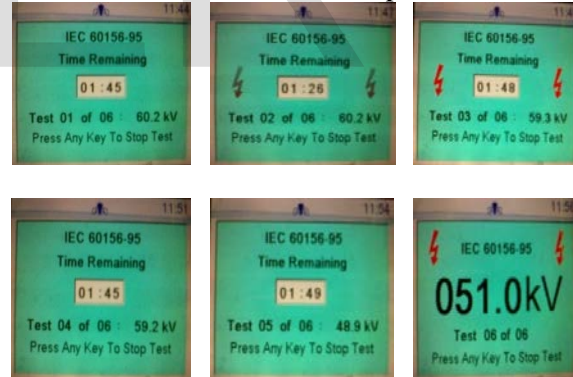 11:44
IEC 60156-95
Time Remaining
01:45
Test 01 of 06 : 60.2 kV
Press Any Key To Stop Test
IEC 60156-95
Time Remaining
01:26
Test 02 of 06 : 60.2 kV
Press Any Key To Stop Test
IEC 60156-95
Time Remaining
01:48
Test 03 of 06 : 59.3 kV
Press Any Key To Stop Test
11:51
IEC 60156-95
Time Remaining
01:45
Test 04 of 06 : 59.2 kV
Press Any Key To Stop Test
11:54
IEC 60156-95
Time Remaining
01:49
Test 05 of 06 : 48.9 kV
Press Any Key To Stop Test
11:56
IEC 60156-95
051.0kV
Test 06 of 06
Press Any Key To Stop Test